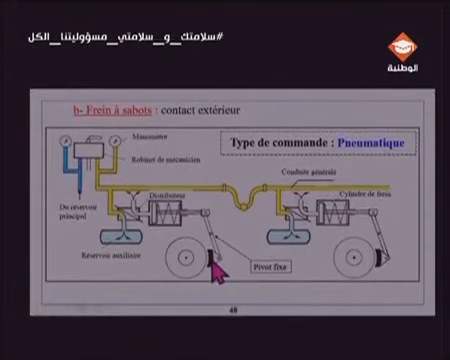 #سلامتك_و_سلامتي_مسؤوليتنا_الكل
الوطنية
b- Frein à sabots : contact extérieur
Manomètre
Type de commande : Pneumatique
Robinet de mécanicien
Conduite générale
Distributeur
Cylindre de frein
Du réservoir
principal
Réservoir auxiliaire
Pivot fixe
48